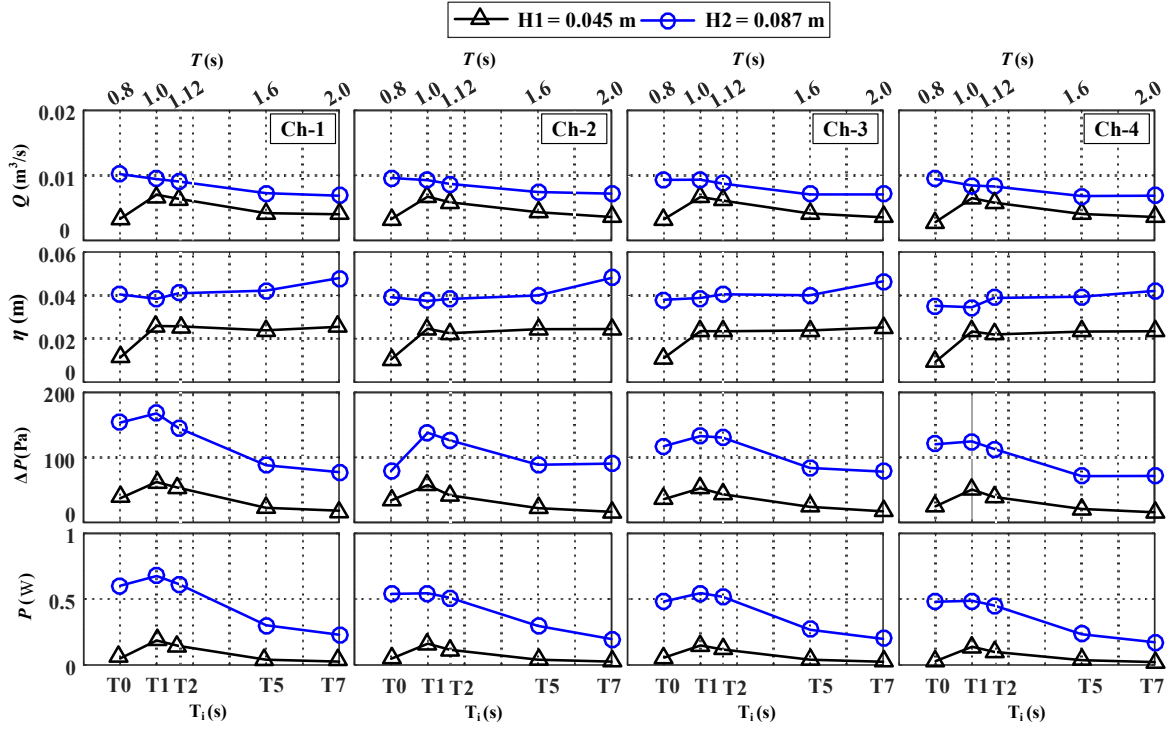 H1 = 0.045 m H2 = 0.087 m
T (s) T (s) T (s) T (s)
0.8 1.0 1.12 1.6 2.0 0.8 1.0 1.12 1.6 2.0 0.8 1.0 1.12 1.6 2.0 0.8 1.0 1.12 1.6 2.0
0.02
Ch-1 Ch-2 Ch-3 Ch-4
Q (m³/s)
0.01
0
0.06
η (m)
0.04
0.02
0
200
ΔP(Pa)
100
0
1
P (W)
0.5
0
T0 T1 T2 T5 T7 T0 T1 T2 T5 T7 T0 T1 T2 T5 T7 T0 T1 T2 T5 T7
Tᵢ (s) Tᵢ (s) Tᵢ (s) Tᵢ (s)